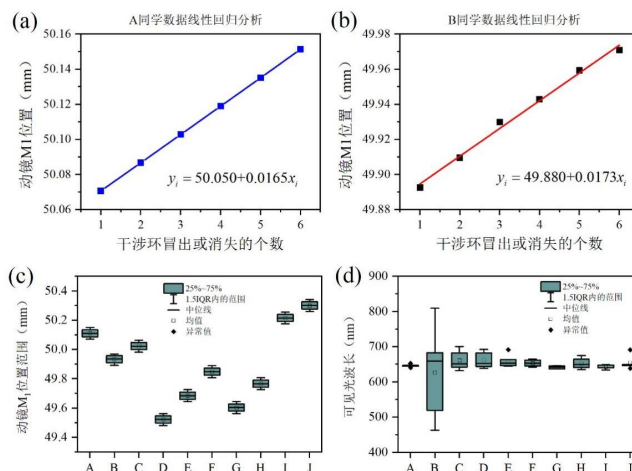 (a)
A同学数据线性回归分析
动镜M1位置（mm）
50.16
50.14
50.12
50.10
50.08
50.06
y_i = 50.050+0.0165x_i
1 2 3 4 5 6
干涉环冒出或消失的个数
(b)
B同学数据线性回归分析
动镜M1位置（mm）
49.98
49.96
49.94
49.92
49.90
49.88
y_i = 49.880+0.0173x_i
1 2 3 4 5 6
干涉环冒出或消失的个数
(c)
动镜M₁位置范围（mm）
50.4
50.2
50.0
49.8
49.6
49.4
25%~75%
1.5IQR内的范围
中位线
均值
异常值
A B C D E F G H I J
(d)
可见光波长（nm）
900
800
700
600
500
400
25%~75%
1.5IQR内的范围
中位线
均值
异常值
A B C D E F G H I